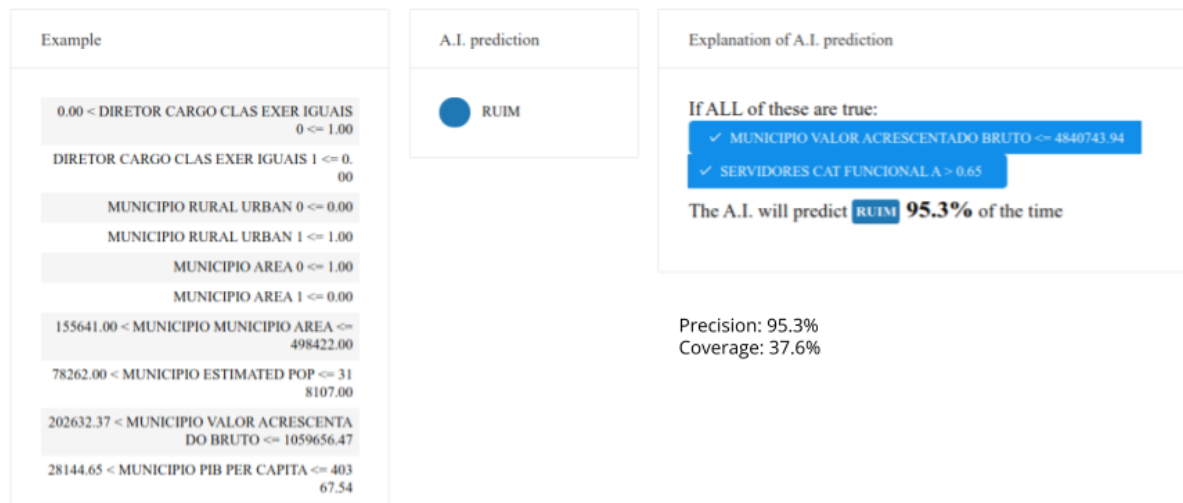 Example
0.00 < DIRETOR CARGO CLAS EXER IGUAIS
0 <= 1.00
DIRETOR CARGO CLAS EXER IGUAIS 1 <= 0.
00
MUNICIPIO RURAL URBAN 0 <= 0.00
MUNICIPIO RURAL URBAN 1 <= 1.00
MUNICIPIO AREA 0 <= 1.00
MUNICIPIO AREA 1 <= 0.00
155641.00 < MUNICIPIO MUNICIPIO AREA <=
498422.00
78262.00 < MUNICIPIO ESTIMATED POP <= 31
8107.00
202632.37 < MUNICIPIO VALOR ACRESCENTA
DO BRUTO <= 1059656.47
28144.65 < MUNICIPIO PIB PER CAPITA <= 403
67.54
A.I. prediction
RUIM
Explanation of A.I. prediction
If ALL of these are true:
✓ MUNICIPIO VALOR ACRESCENTADO BRUTO <= 4840743.94
✓ SERVIDORES CAT FUNCIONAL A > 0.65
The A.I. will predict RUIM 95.3% of the time
Precision: 95.3%
Coverage: 37.6%